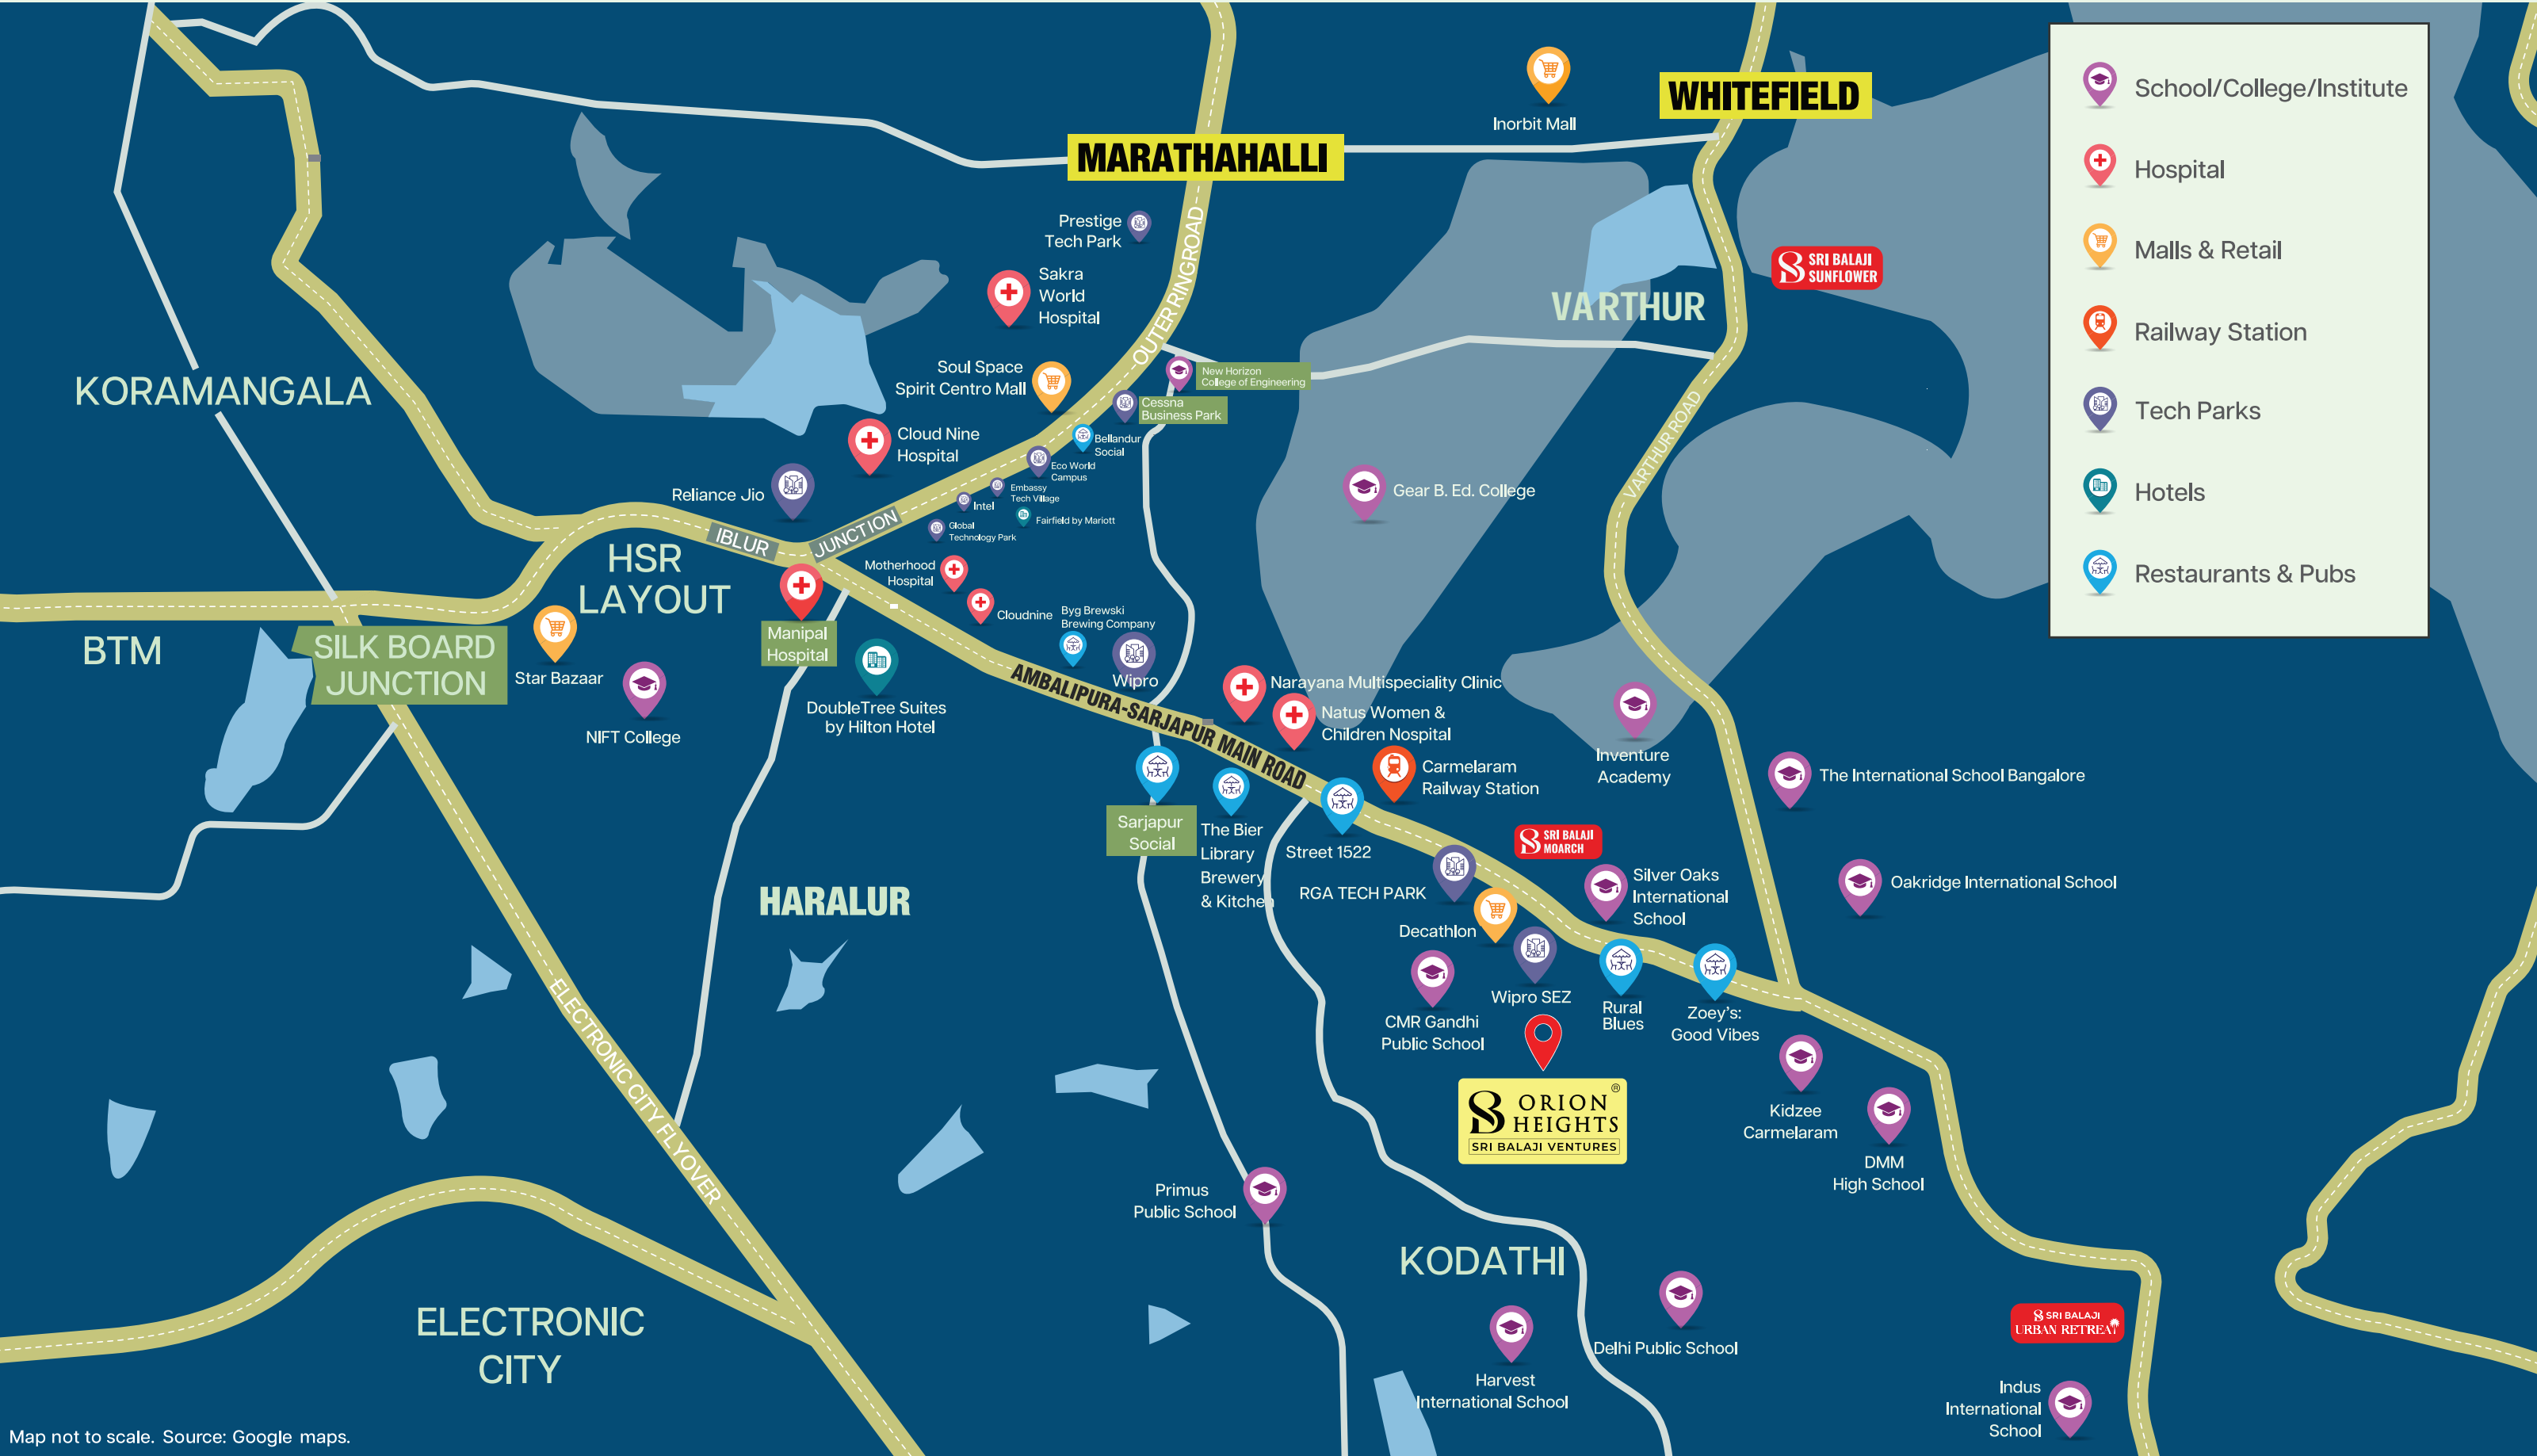 Inorbit Mall
WHITEFIELD
MARATHAHALLI
School/College/Institute
Hospital
Malls & Retail
Railway Station
Tech Parks
Hotels
Restaurants & Pubs
Prestige
Tech Park
OUTER RINGROAD
Sakra
World
Hospital
SRI BALAJI
SUNFLOWER
VARTHUR
KORAMANGALA
Soul Space
Spirit Centro Mall
New Horizon
College of Engineering
Cessna
Business Park
VARTHUR ROAD
Cloud Nine
Hospital
Bellandur
Social
Eco World
Campus
Reliance Jio
Embassy
Tech Village
Intel
Fairfield by Mariott
Global
Technology Park
Gear B. Ed. College
IBLUR
JUNCTION
HSR
LAYOUT
Motherhood
Hospital
Cloudnine
Byg Brewski
Brewing Company
Wipro
BTM
SILK BOARD
JUNCTION
Star Bazaar
NIFT College
Manipal
Hospital
DoubleTree Suites
by Hilton Hotel
AMBALIPURA-SARJAPUR MAIN ROAD
Narayana Multispeciality Clinic
Natus Women &
Children Nospital
Carmelaram
Railway Station
Inventure
Academy
The International School Bangalore
Sarjapur
Social
The Bier
Library
Brewery
& Kitchen
Street 1522
SRI BALAJI
MOARCH
RGA TECH PARK
Silver Oaks
International
School
Oakridge International School
HARALUR
Decathlon
CMR Gandhi
Public School
Wipro SEZ
Rural
Blues
Zoey's:
Good Vibes
ELECTRONIC CITY FLYOVER
ORION ®
HEIGHTS
SRI BALAJI VENTURES
Kidzee
Carmelaram
DMM
High School
Primus
Public School
KODATHI
ELECTRONIC
CITY
Delhi Public School
Harvest
International School
SRI BALAJI
URBAN RETREAT
Indus
International
School
Map not to scale. Source: Google maps.